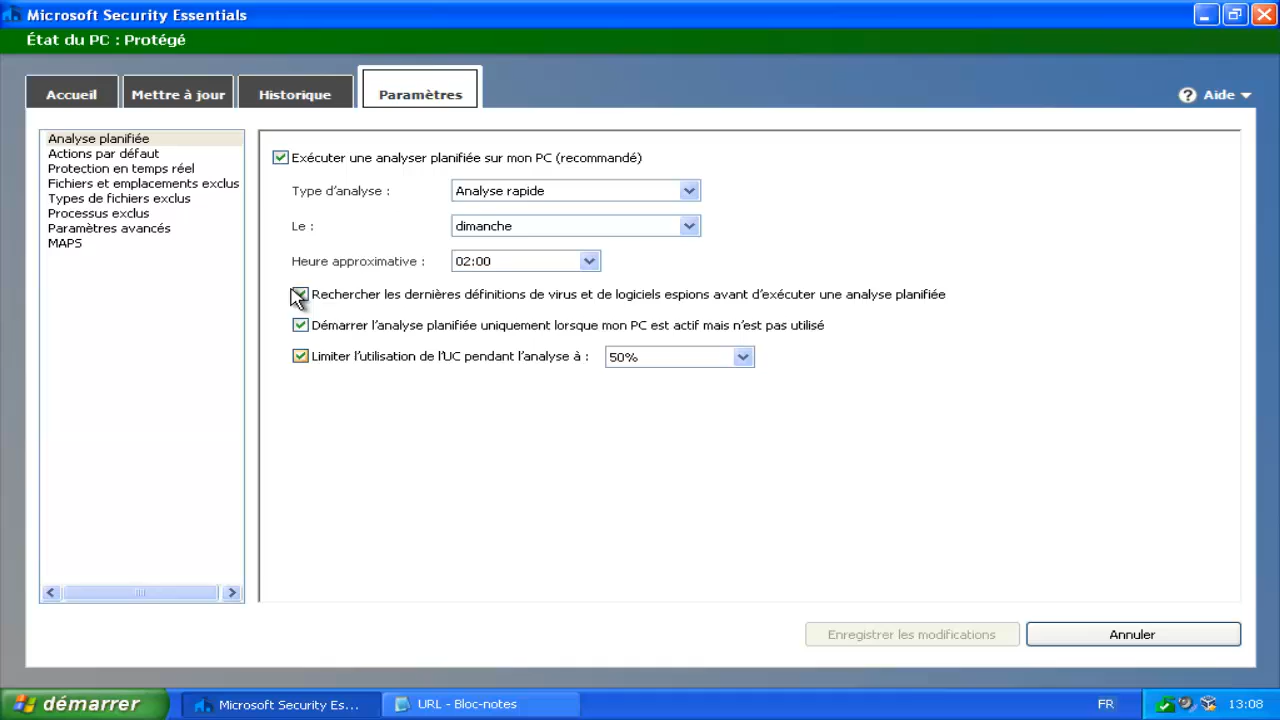 Microsoft Security Essentials
État du PC : Protégé
Accueil
Mettre à jour
Historique
Paramètres
Aide
Analyse planifiée
Actions par défaut
Protection en temps réel
Fichiers et emplacements exclus
Types de fichiers exclus
Processus exclus
Paramètres avancés
MAPS
Exécuter une analyser planifiée sur mon PC (recommandé)
Type d'analyse : Analyse rapide
Le : dimanche
Heure approximative : 02:00
Rechercher les dernières définitions de virus et de logiciels espions avant d'exécuter une analyse planifiée
Démarrer l'analyse planifiée uniquement lorsque mon PC est actif mais n'est pas utilisé
Limiter l'utilisation de l'UC pendant l'analyse à : 50%
Enregistrer les modifications
Annuler
démarrer
Microsoft Security Es...
URL - Bloc-notes
FR
13:08